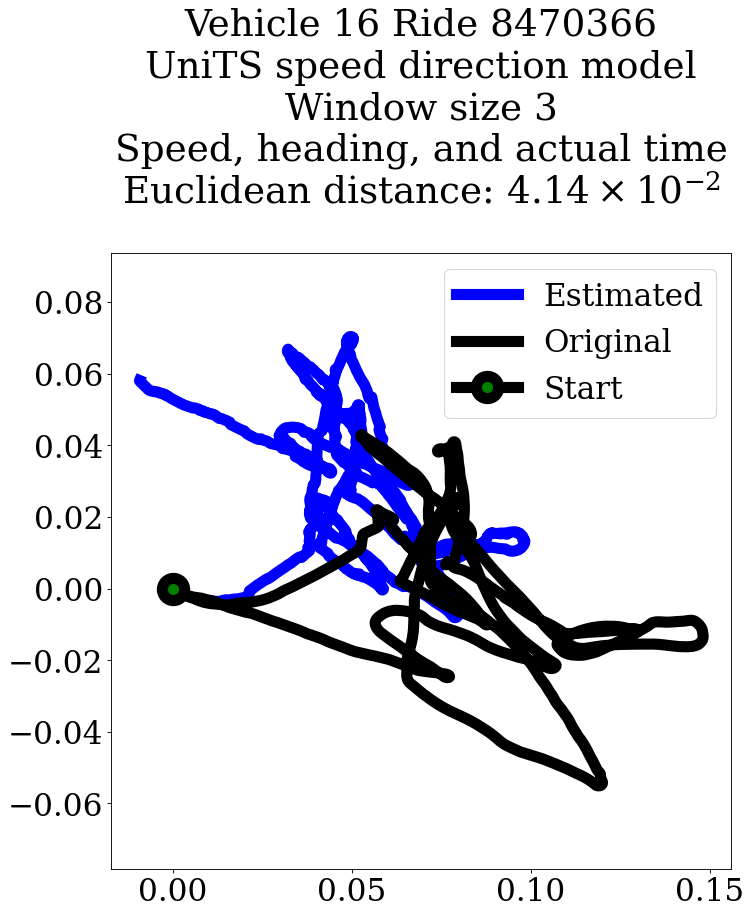 Vehicle 16 Ride 8470366
UniTS speed direction model
Window size 3
Speed, heading, and actual time
Euclidean distance: 4.14 × 10⁻²
Estimated
Original
Start
0.08
0.06
0.04
0.02
0.00
−0.02
−0.04
−0.06
0.00 0.05 0.10 0.15